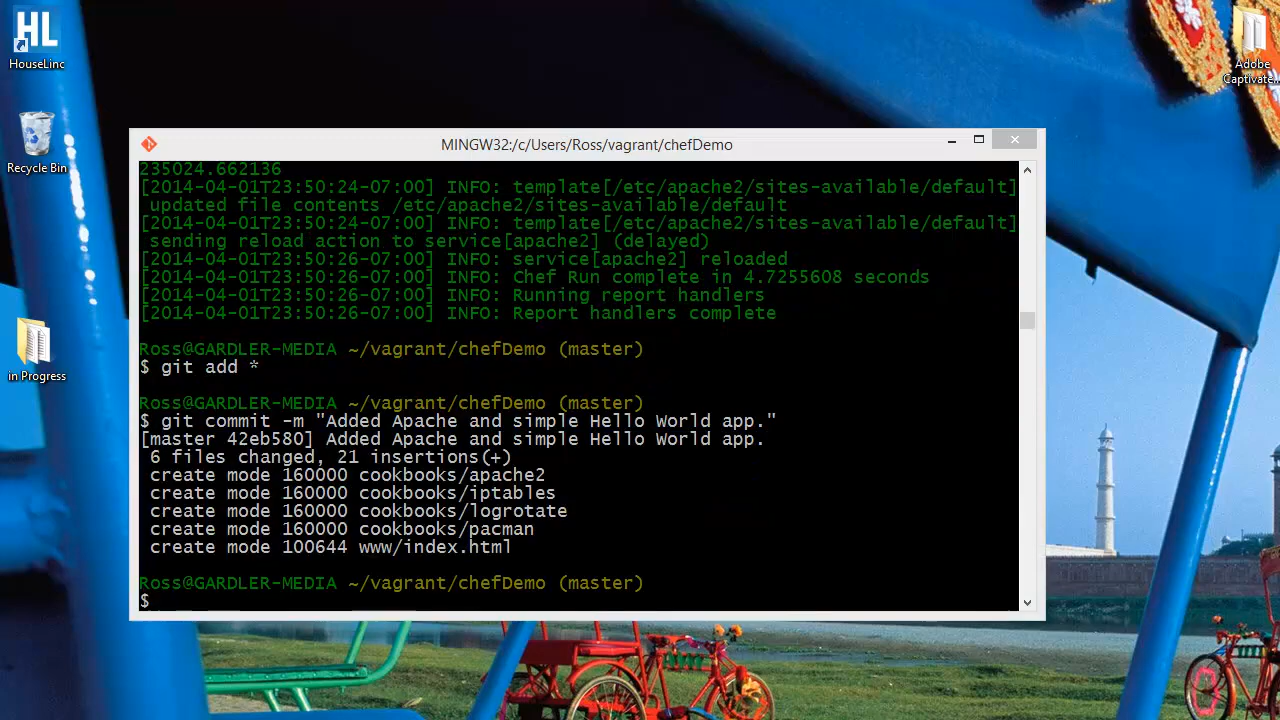 HL
HouseLinc
Recycle Bin
in Progress
Adobe
Captivate...
MINGW32:/c/Users/Ross/vagrant/chefDemo
235024.662136
[2014-04-01T23:50:24-07:00] INFO: template[/etc/apache2/sites-available/default]
updated file contents /etc/apache2/sites-available/default
[2014-04-01T23:50:24-07:00] INFO: template[/etc/apache2/sites-available/default]
sending reload action to service[apache2] (delayed)
[2014-04-01T23:50:26-07:00] INFO: service[apache2] reloaded
[2014-04-01T23:50:26-07:00] INFO: Chef Run complete in 4.7255608 seconds
[2014-04-01T23:50:26-07:00] INFO: Running report handlers
[2014-04-01T23:50:26-07:00] INFO: Report handlers complete
Ross@GARDLER-MEDIA ~/vagrant/chefDemo (master)
$ git add *
Ross@GARDLER-MEDIA ~/vagrant/chefDemo (master)
$ git commit -m "Added Apache and simple Hello World app."
[master 42eb580] Added Apache and simple Hello World app.
6 files changed, 21 insertions(+)
create mode 160000 cookbooks/apache2
create mode 160000 cookbooks/iptables
create mode 160000 cookbooks/logrotate
create mode 160000 cookbooks/pacman
create mode 100644 www/index.html
Ross@GARDLER-MEDIA ~/vagrant/chefDemo (master)
$